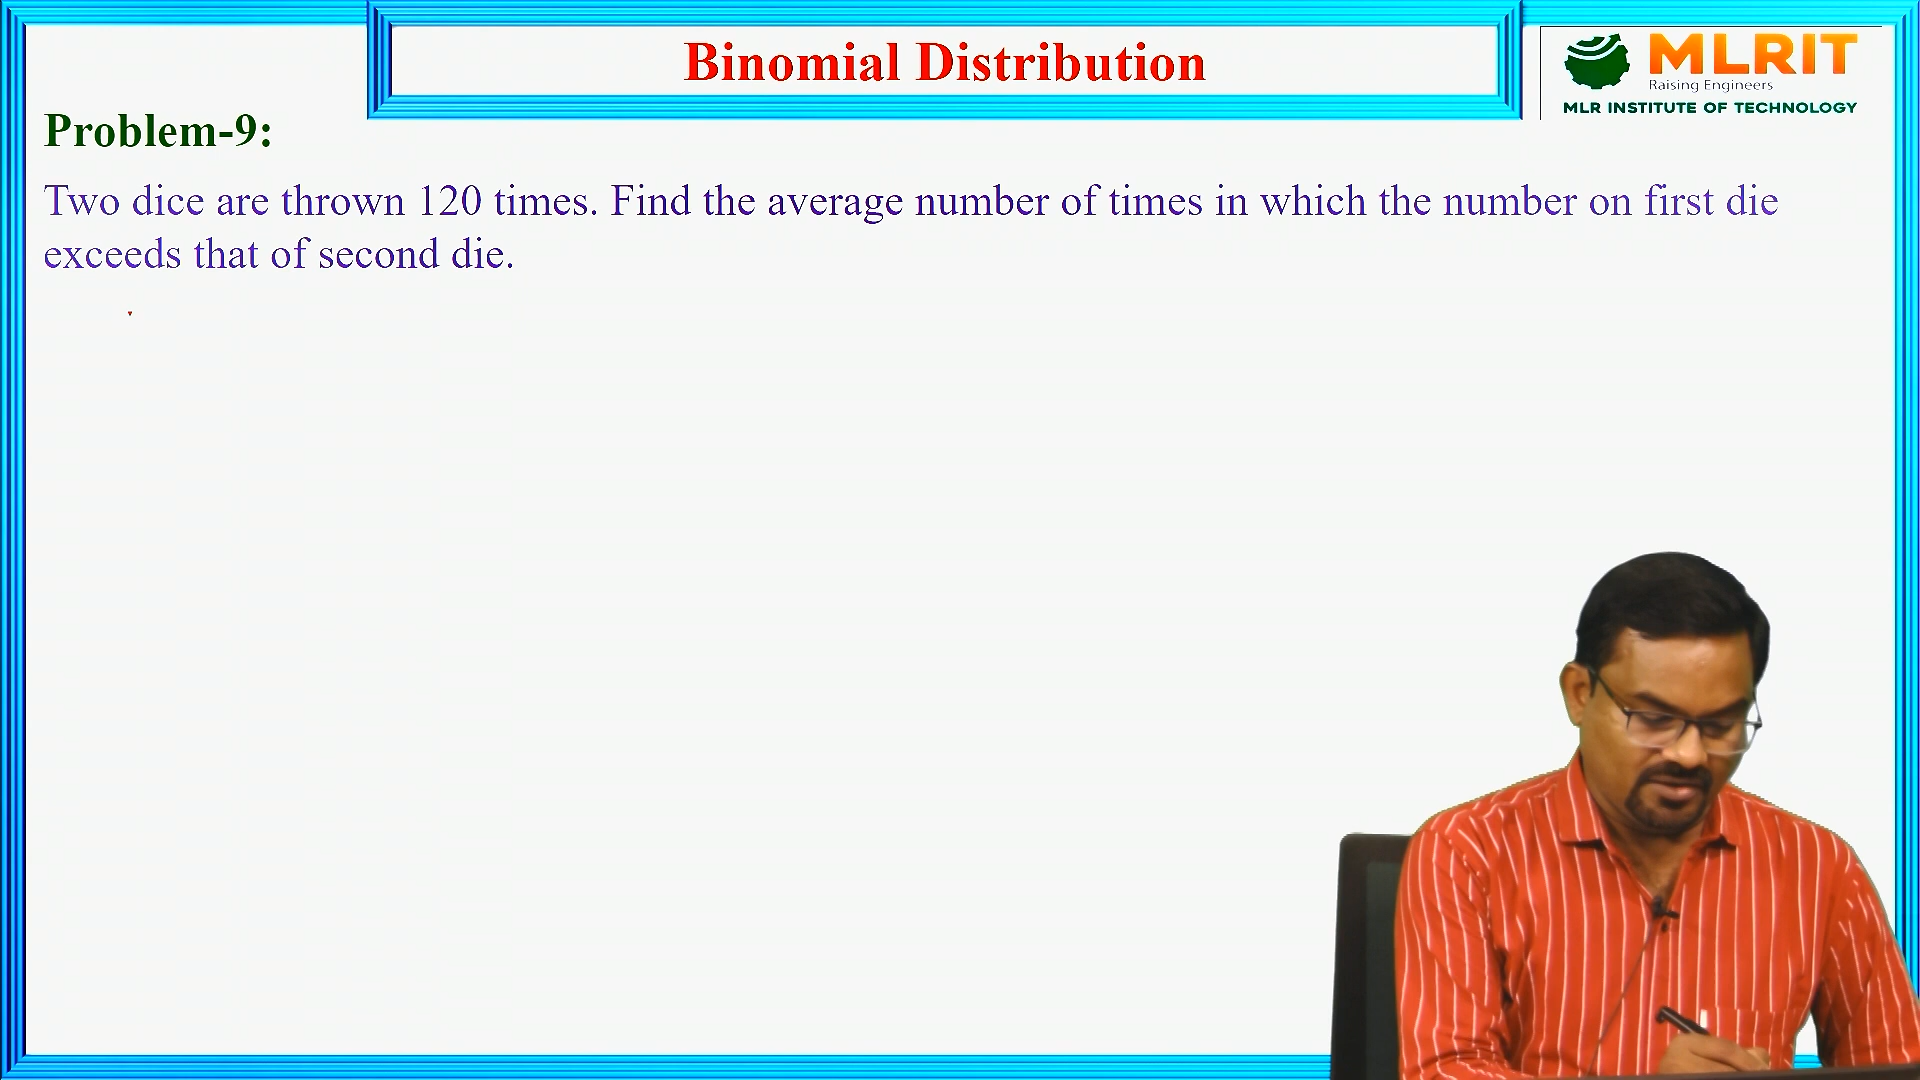 Binomial Distribution
MLRIT
Raising Engineers
MLR INSTITUTE OF TECHNOLOGY
Problem-9:
Two dice are thrown 120 times. Find the average number of times in which the number on first die
exceeds that of second die.